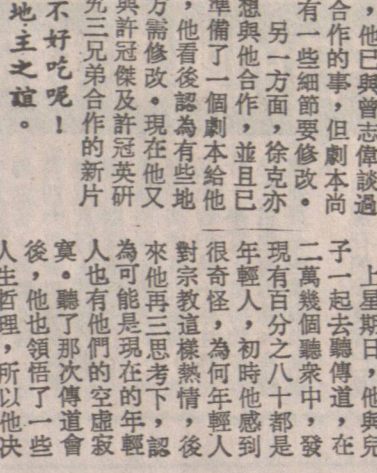 ，他已與曾志偉談過
合作的事，但劇本尚
有一些細節要修改。
另一方面，徐克亦
想與他合作，並且已
準備了一個劇本給他
，他看後認為有些地
方需修改。現在他又
與許冠傑及許冠英研
究三兄弟合作的新片
不好吃呢！
地主之誼。
上星期日，他與兒
子一起去聽傳道，在
二萬幾個聽衆中，發
現有百分之八十都是
年輕人，初時他感到
很奇怪，為何年輕人
對宗教這樣熱情，後
來他再三思考下，認
為可能是現在的年輕
人也有他們的空虛寂
寞。聽了那次傳道會
後，他也領悟了一些
人生哲理，所以他決